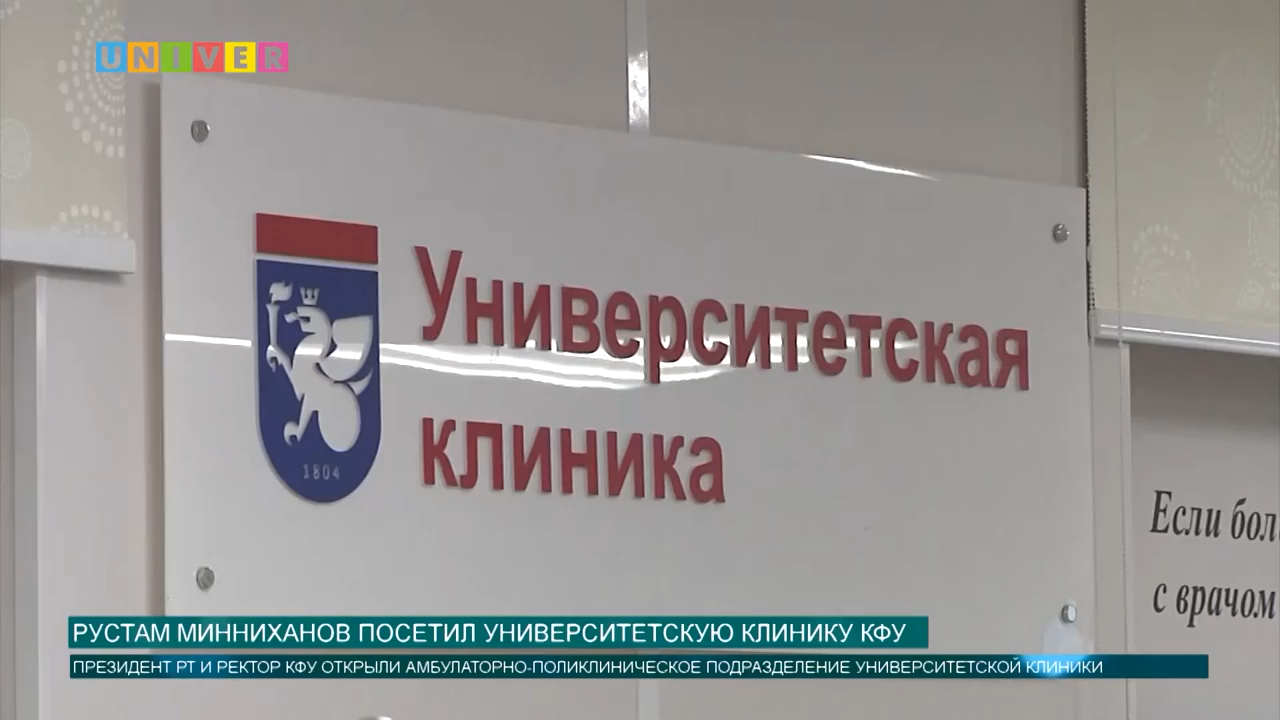 UNIVER
Университетская
клиника
1804
Если
с врачом
РУСТАМ МИННИХАНОВ ПОСЕТИЛ УНИВЕРСИТЕТСКУЮ КЛИНИКУ КФУ
ПРЕЗИДЕНТ РТ И РЕКТОР КФУ ОТКРЫЛИ АМБУЛАТОРНО-ПОЛИКЛИНИЧЕСКОЕ ПОДРАЗДЕЛЕНИЕ УНИВЕРСИТЕТСКОЙ КЛИНИКИ